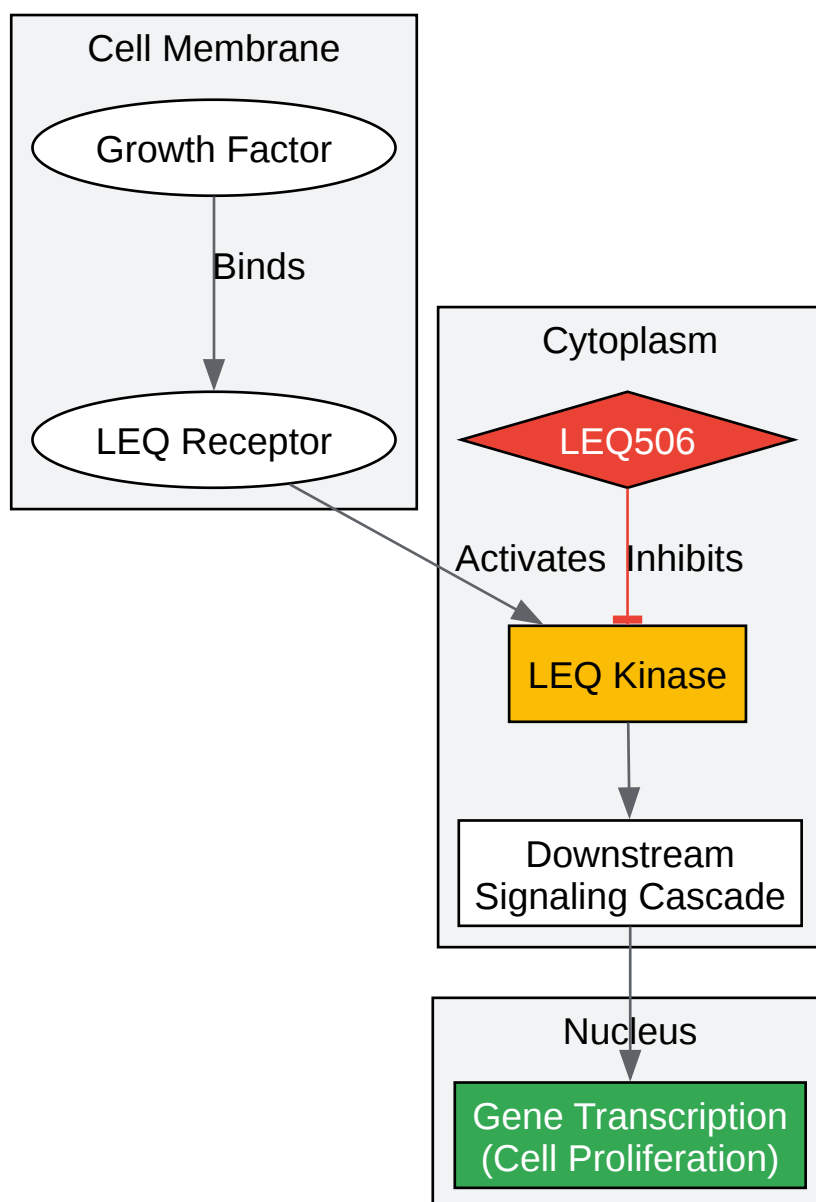 Cell Membrane
Growth Factor
Binds
LEQ Receptor
Cytoplasm
LEQ506
Activates
Inhibits
LEQ Kinase
Downstream
Signaling Cascade
Nucleus
Gene Transcription
(Cell Proliferation)